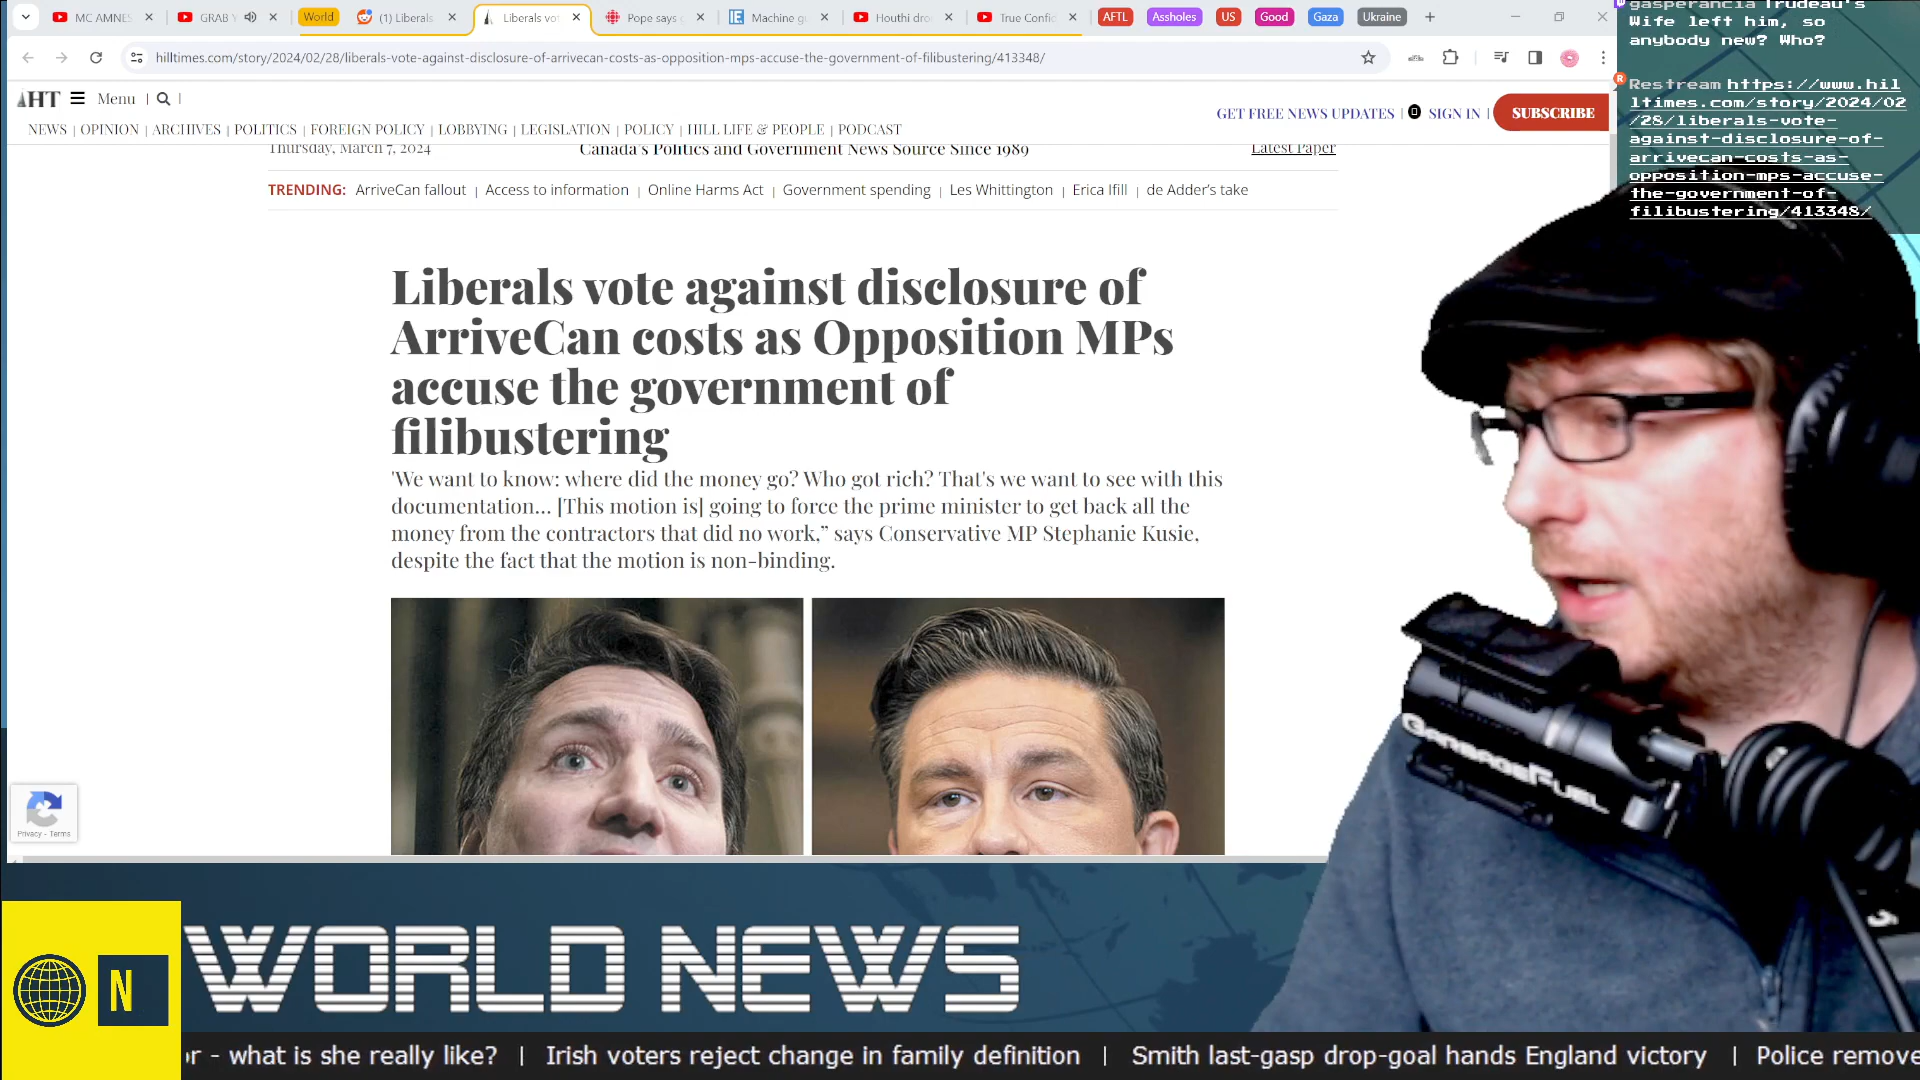 MC AMNES
GRAB Y
World
(1) Liberals
Liberals vot
Pope says
Machine gu
Houthi dro
True Confid
AFTL
Assholes
US
Good
Gaza
Ukraine
hilltimes.com/story/2024/02/28/liberals-vote-against-disclosure-of-arrivecan-costs-as-opposition-mps-accuse-the-government-of-filibustering/413348/
HT Menu | |
GET FREE NEWS UPDATES | SIGN IN | SUBSCRIBE
NEWS | OPINION | ARCHIVES | POLITICS | FOREIGN POLICY | LOBBYING | LEGISLATION | POLICY | HILL LIFE & PEOPLE | PODCAST
Thursday, March 7, 2024
Canada's Politics and Government News Source Since 1989
Latest Paper
TRENDING: ArriveCan fallout | Access to information | Online Harms Act | Government spending | Les Whittington | Erica Ifill | de Adder's take
Liberals vote against disclosure of
ArriveCan costs as Opposition MPs
accuse the government of
filibustering
'We want to know: where did the money go? Who got rich? That's we want to see with this
documentation... [This motion is] going to force the prime minister to get back all the
money from the contractors that did no work,” says Conservative MP Stephanie Kusie,
despite the fact that the motion is non-binding.
Privacy - Terms
gasperancia Trudeau's
Wife left him, so
anybody new? Who?
Restream https://www.hil
ltimes.com/story/2024/02
/28/liberals-vote-
against-disclosure-of-
arrivecan-costs-as-
opposition-mps-accuse-
the-government-of-
filibustering/413348/
GARBAGEFUEL
N
WORLD NEWS
or - what is she really like? | Irish voters reject change in family definition | Smith last-gasp drop-goal hands England victory | Police remove